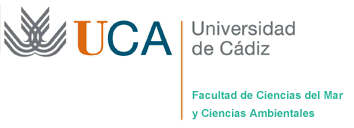 UCA
Universidad
de Cádiz
Facultad de Ciencias del Mar
y Ciencias Ambientales